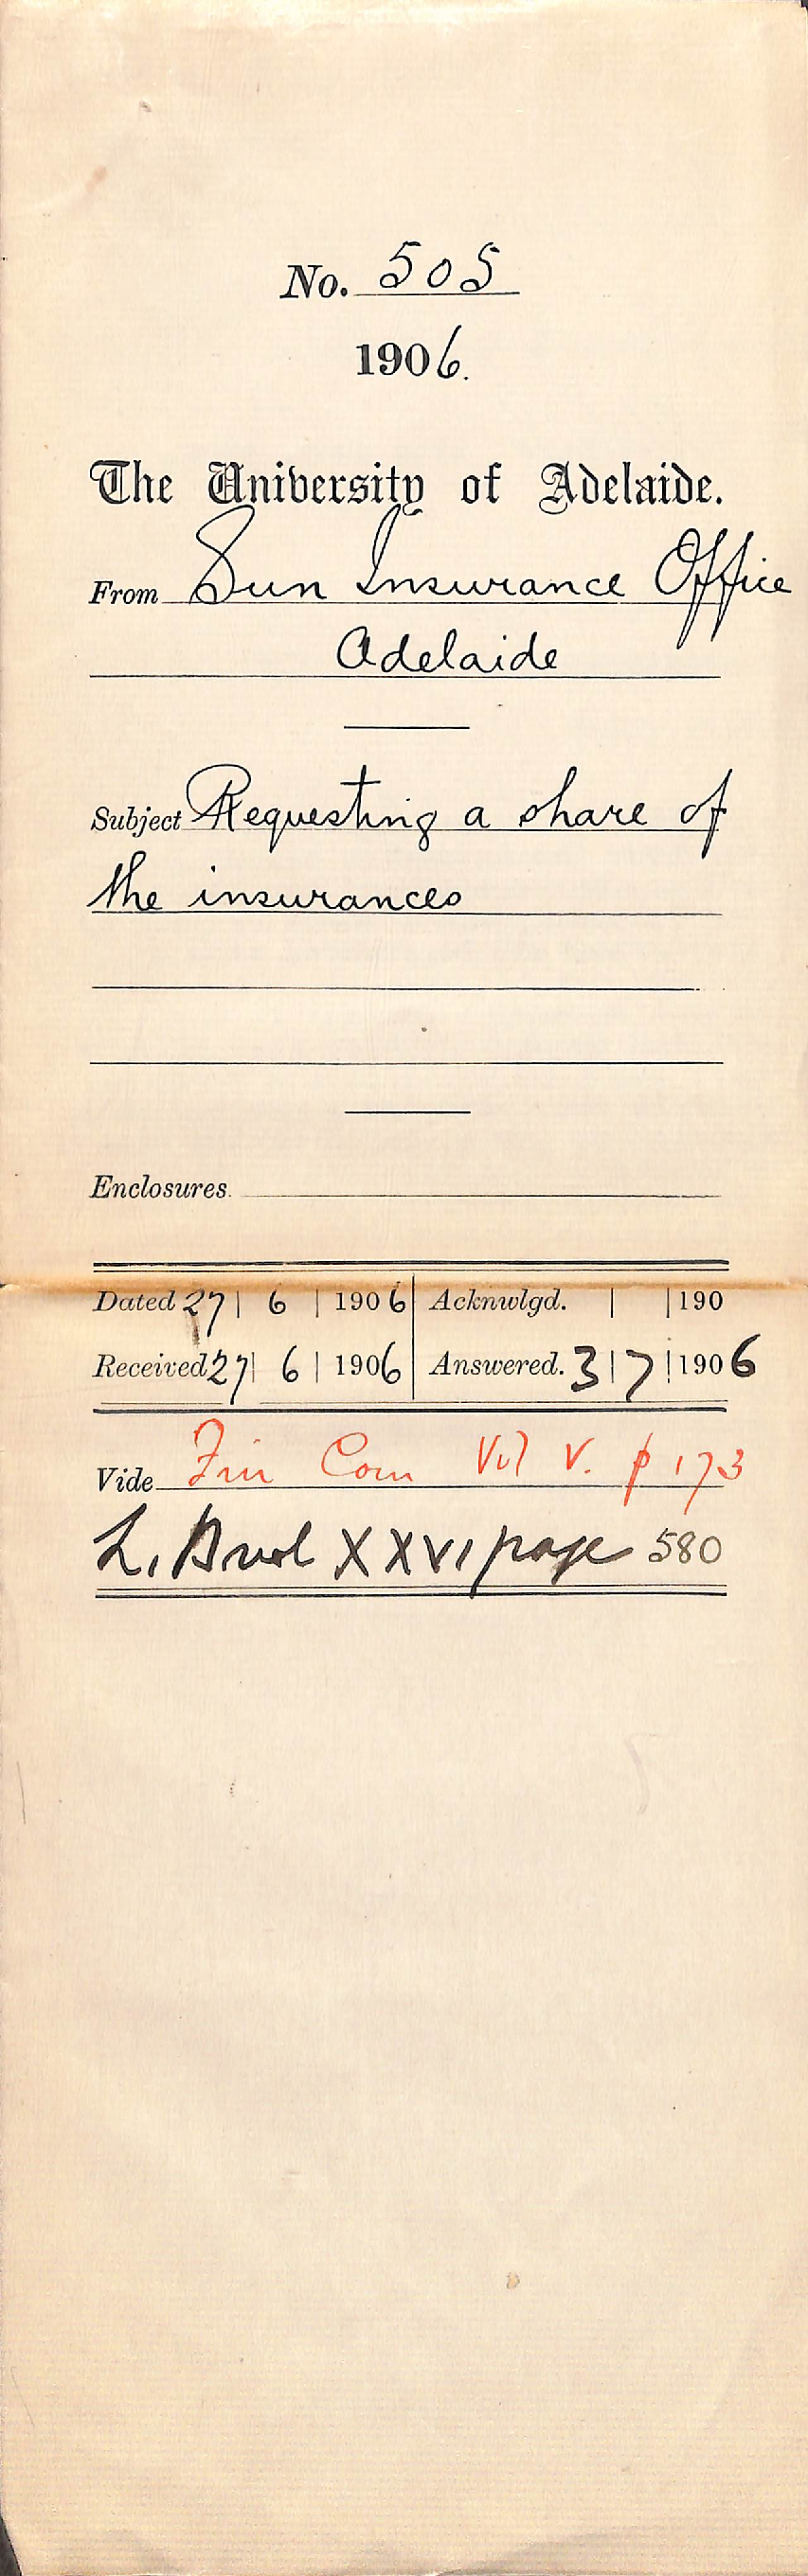 No. 505
1906.
The University of Adelaide.
From Sun Insurance Office
Adelaide
Subject Requesting a share of
the insurances
Enclosures.
Dated 27 | 6 | 1906 Acknwlgd. | | 190
Received 27 | 6 | 1906 Answered. 3 | 7 | 1906
Vide Fin Com Vol V. p 173
L. B vol XXVI page 580